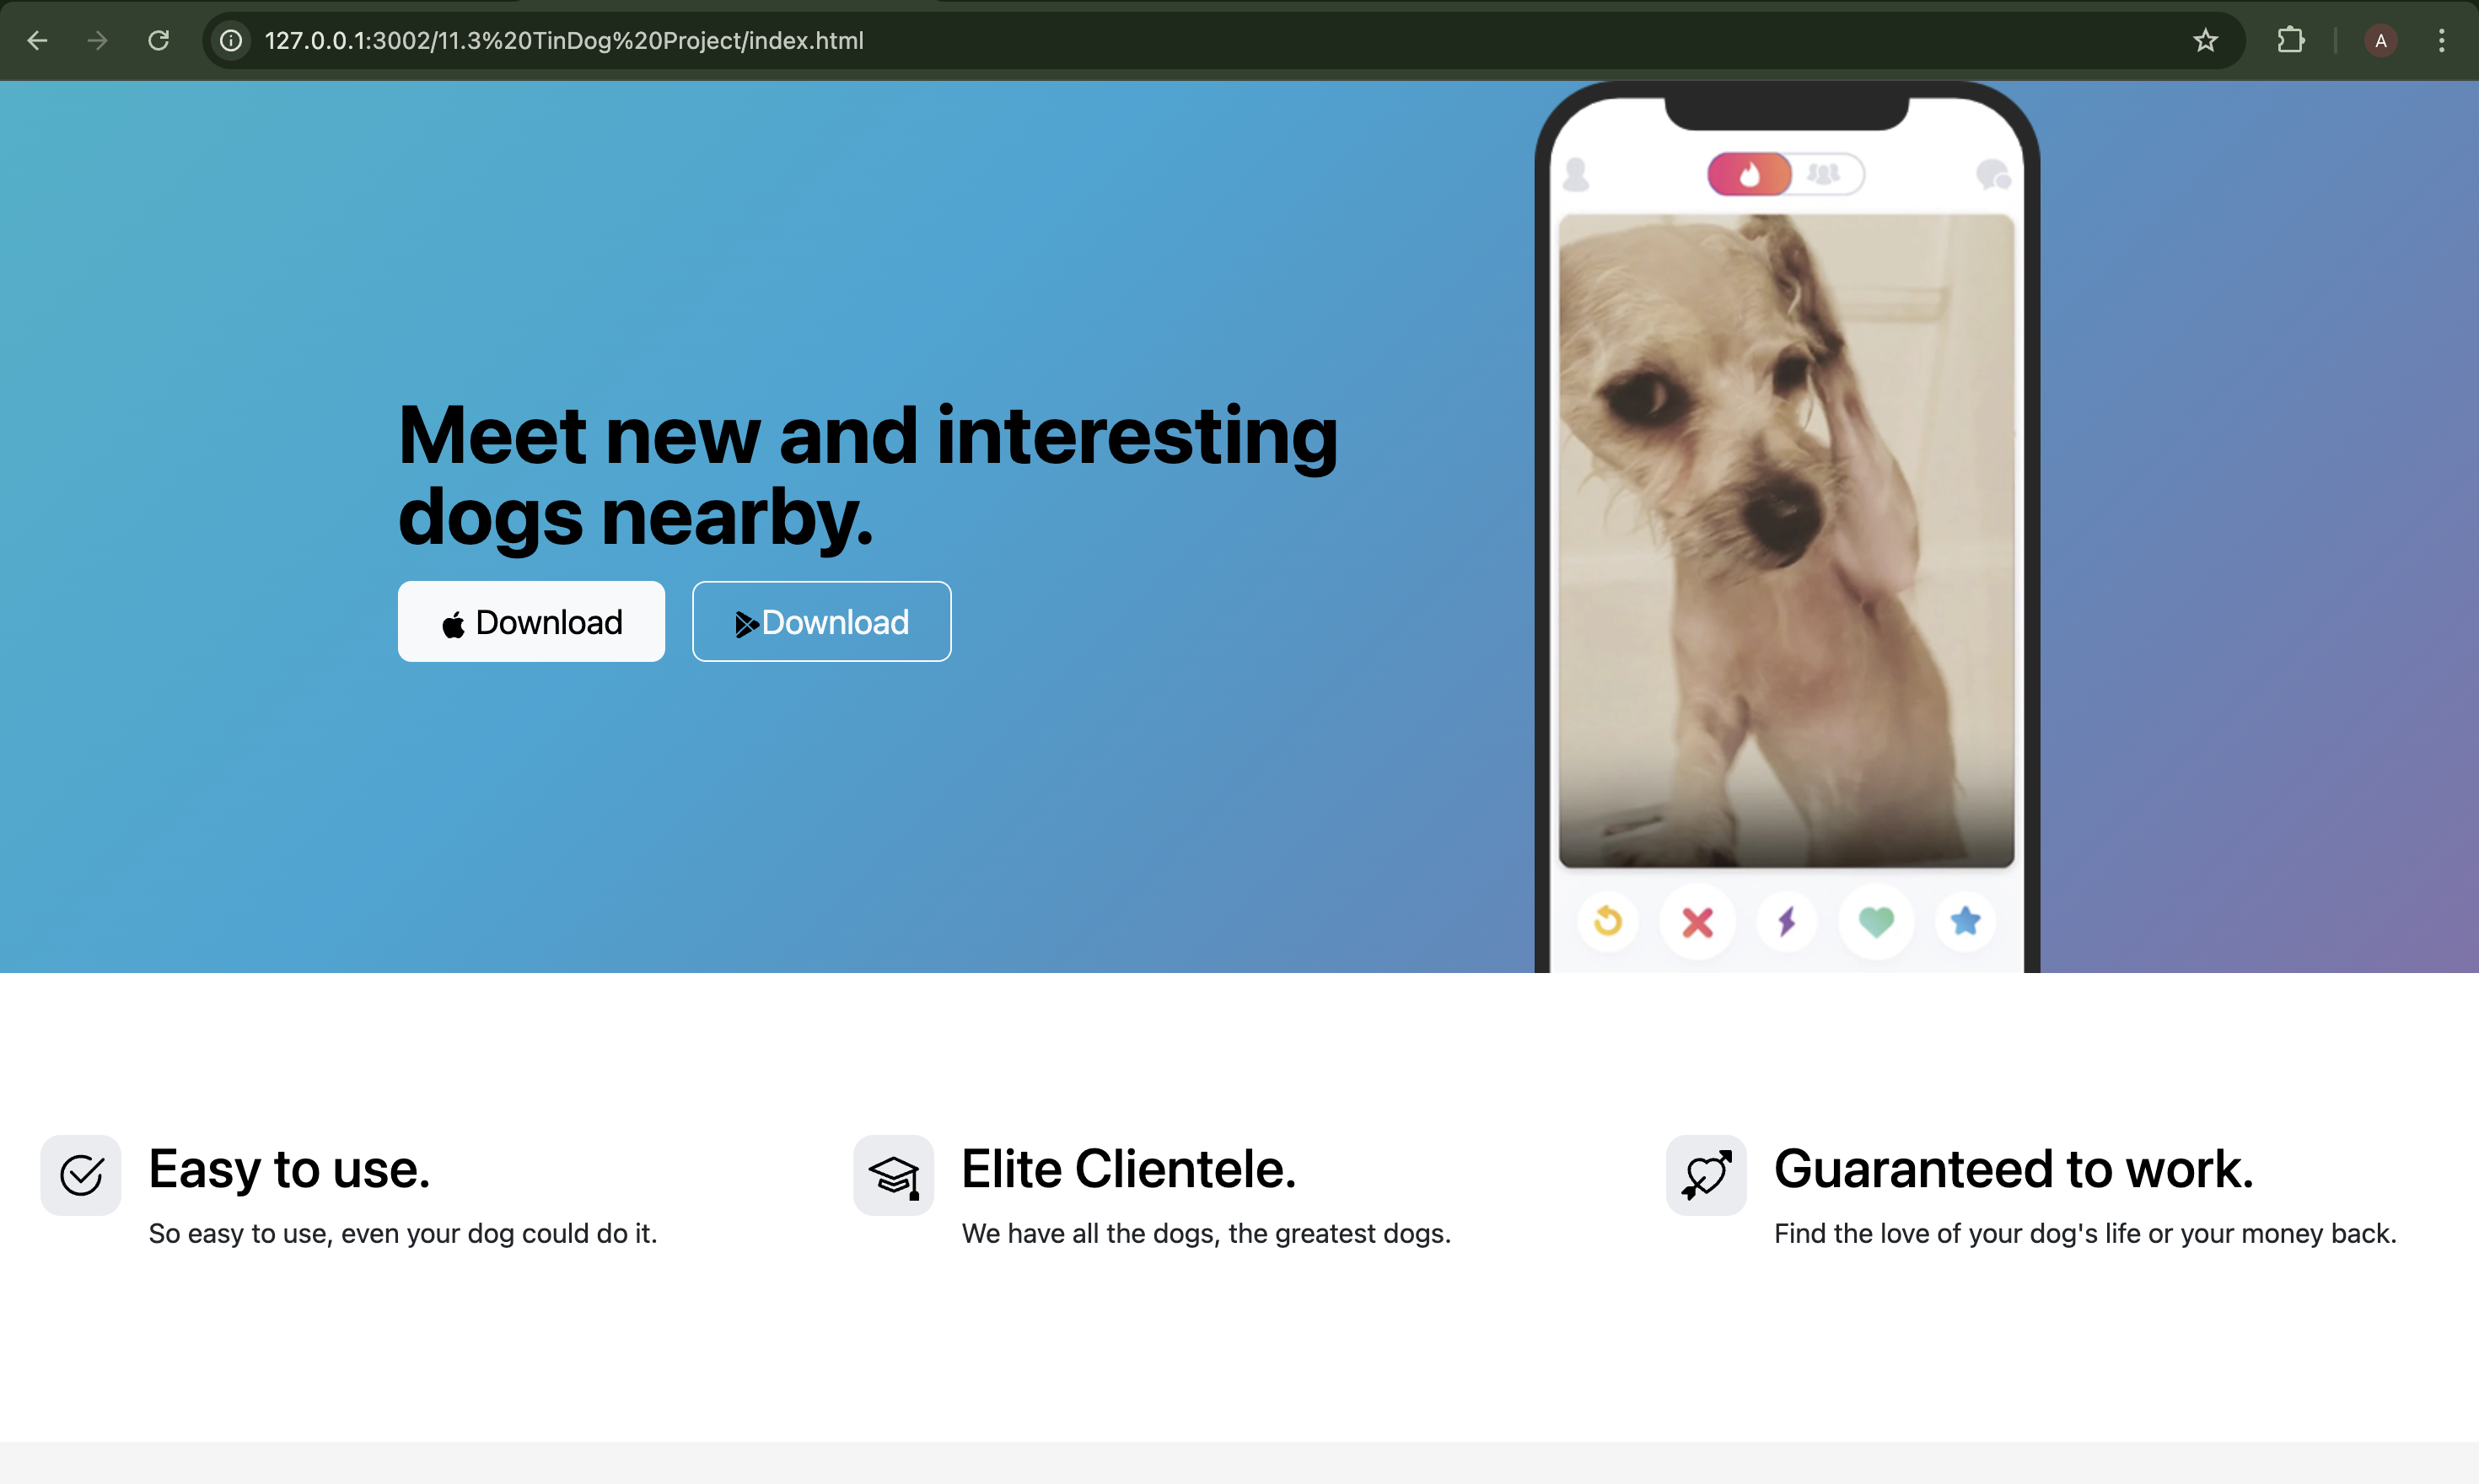 127.0.0.1:3002/11.3%20TinDog%20Project/index.html
A
Meet new and interesting
dogs nearby.
Download
Download
Easy to use.
So easy to use, even your dog could do it.
Elite Clientele.
We have all the dogs, the greatest dogs.
Guaranteed to work.
Find the love of your dog's life or your money back.